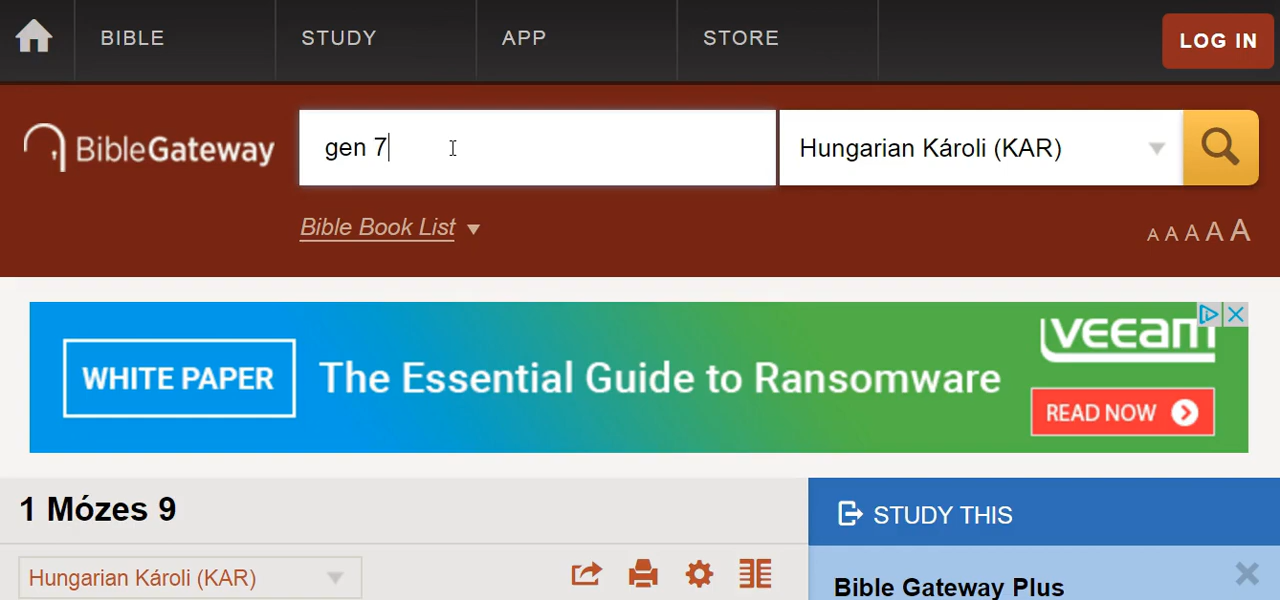 BIBLE STUDY APP STORE LOG IN
BibleGateway gen 7 Hungarian Károli (KAR)
Bible Book List A A A A A
WHITE PAPER The Essential Guide to Ransomware veeam
READ NOW
1 Mózes 9 STUDY THIS
Hungarian Károli (KAR) Bible Gateway Plus